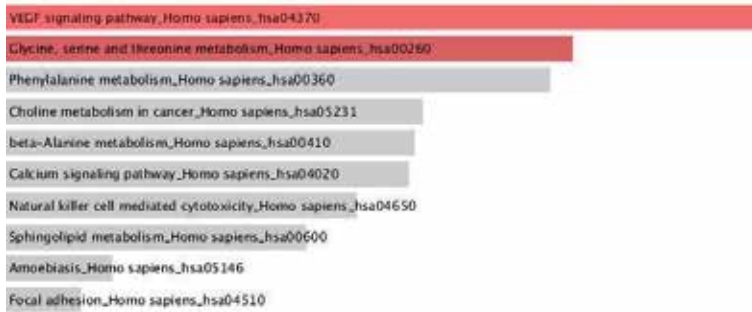 VEGF signaling pathway_Homo sapiens_hsa04370
Glycine, serine and threonine metabolism_Homo sapiens_hsa00260
Phenylalanine metabolism_Homo sapiens_hsa00360
Choline metabolism in cancer_Homo sapiens_hsa05231
beta-Alanine metabolism_Homo sapiens_hsa00410
Calcium signaling pathway_Homo sapiens_hsa04020
Natural killer cell mediated cytotoxicity_Homo sapiens_hsa04650
Sphingolipid metabolism_Homo sapiens_hsa00600
Amoebiasis_Homo sapiens_hsa05146
Focal adhesion_Homo sapiens_hsa04510